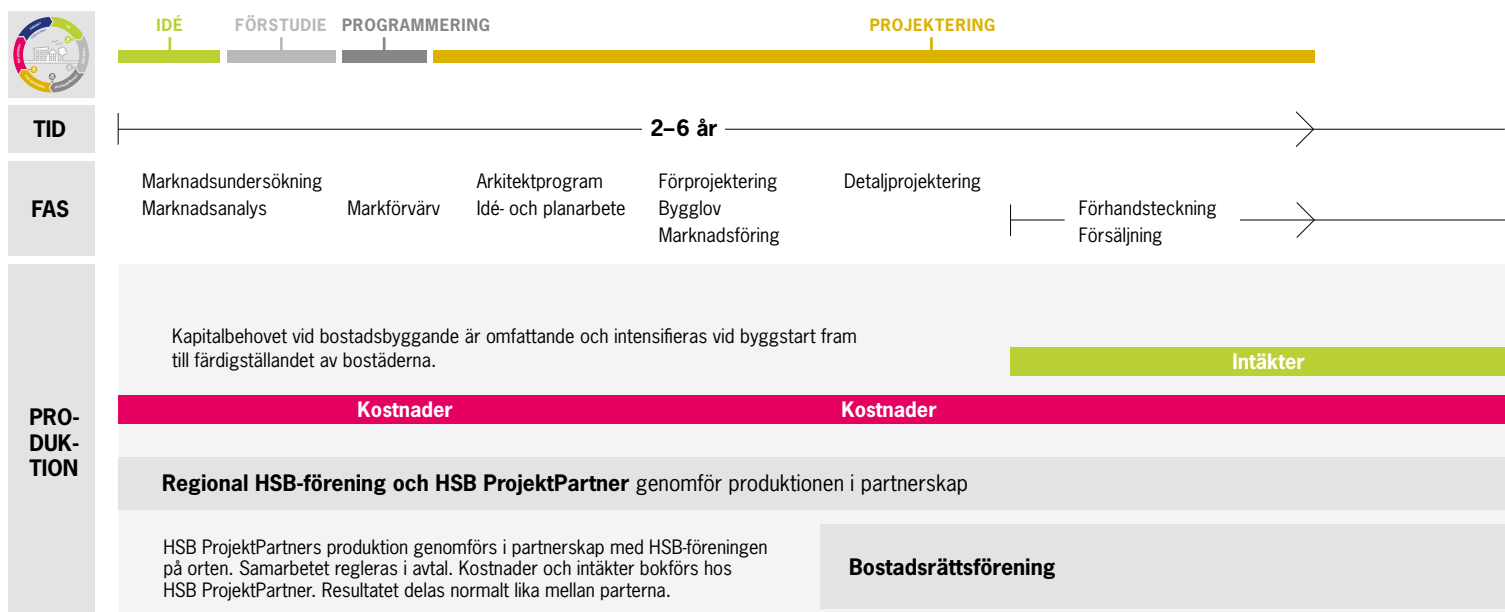 IDÉ
FÖRSTUDIE
PROGRAMMERING
PROJEKTERING
TID
2–6 år
FAS
Marknadsundersökning
Marknadsanalys
Markförvärv
Arkitektprogram
Idé- och planarbete
Förprojektering
Bygglov
Marknadsföring
Detaljprojektering
Förhandsteckning
Försäljning
PRO-
DUK-
TION
Kapitalbehovet vid bostadsbyggande är omfattande och intensifieras vid byggstart fram
till färdigställandet av bostäderna.
Intäkter
Kostnader
Kostnader
Regional HSB-förening och HSB ProjektPartner genomför produktionen i partnerskap
HSB ProjektPartners produktion genomförs i partnerskap med HSB-föreningen
på orten. Samarbetet regleras i avtal. Kostnader och intäkter bokförs hos
HSB ProjektPartner. Resultatet delas normalt lika mellan parterna.
Bostadsrättsförening